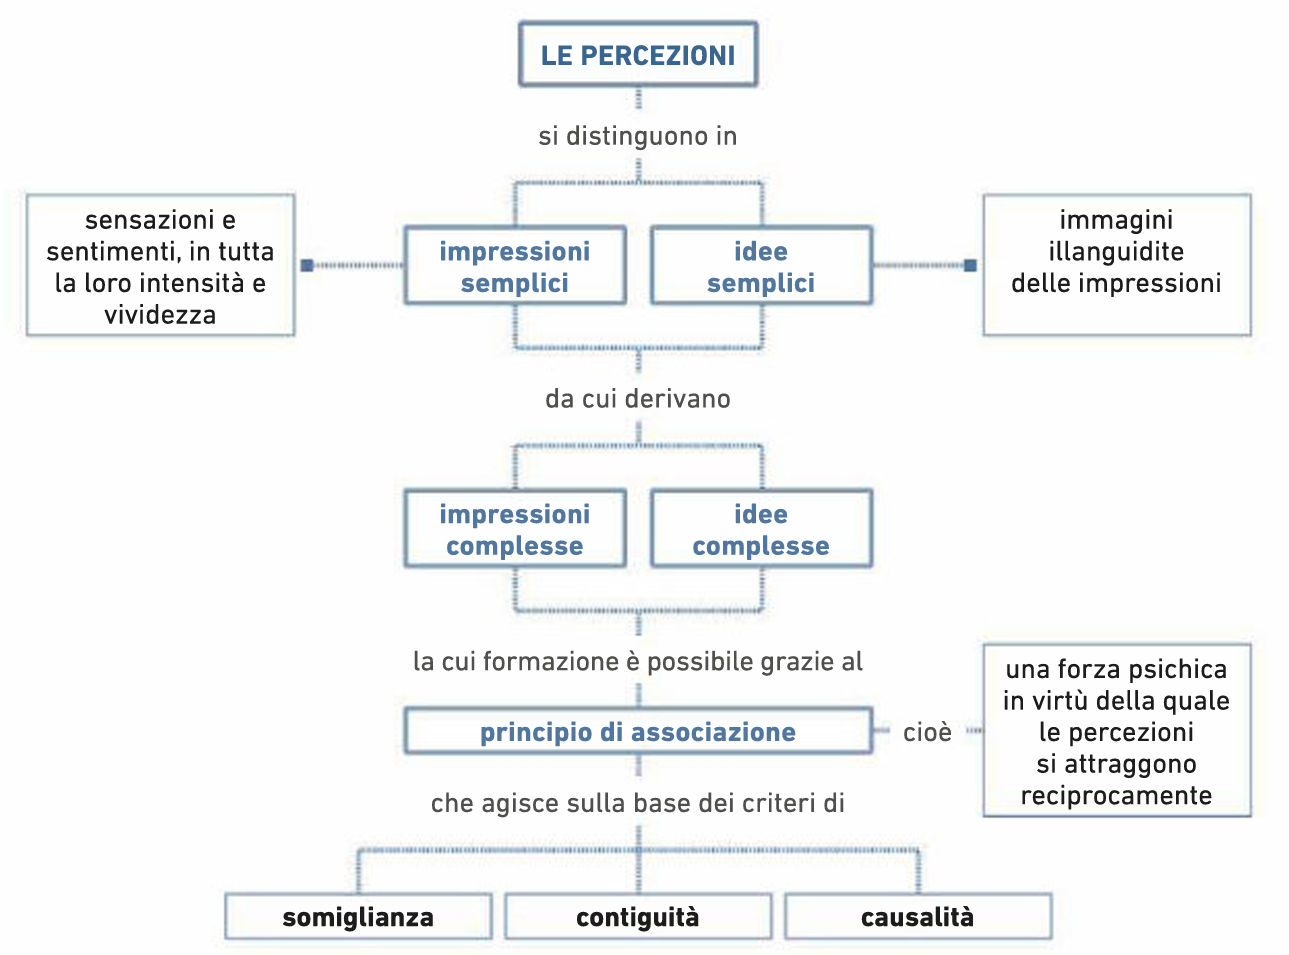 LE PERCEZIONI
si distinguono in
sensazioni e
sentimenti, in tutta
la loro intensità e
vividezza
impressioni
semplici
idee
semplici
immagini
illanguidite
delle impressioni
da cui derivano
impressioni
complesse
idee
complesse
la cui formazione è possibile grazie al
principio di associazione
cioè
una forza psichica
in virtù della quale
le percezioni
si attraggono
reciprocamente
che agisce sulla base dei criteri di
somiglianza
contiguità
causalità